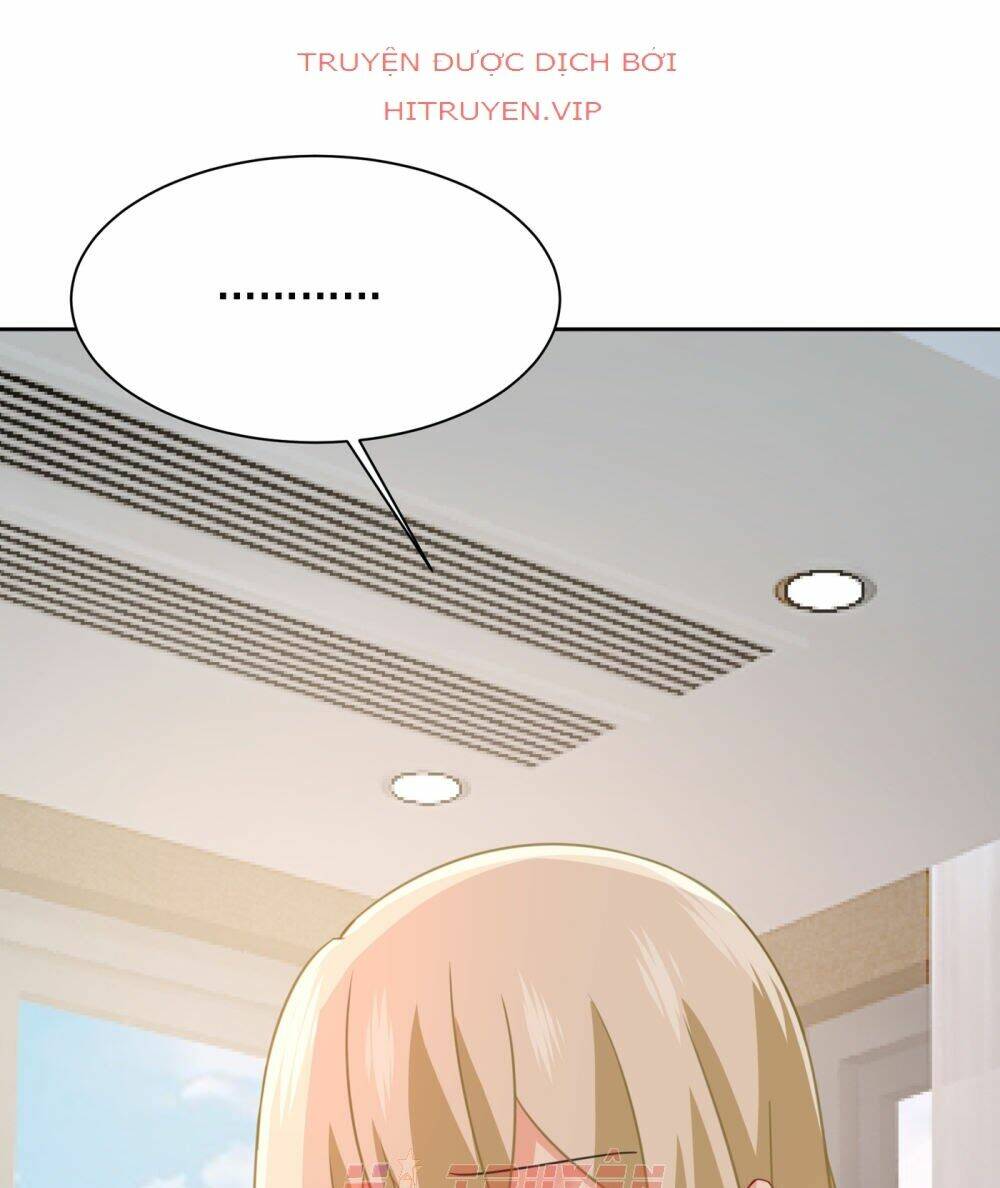 TRUYỆN ĐƯỢC DỊCH BỞI
HITRUYEN.VIP
.............